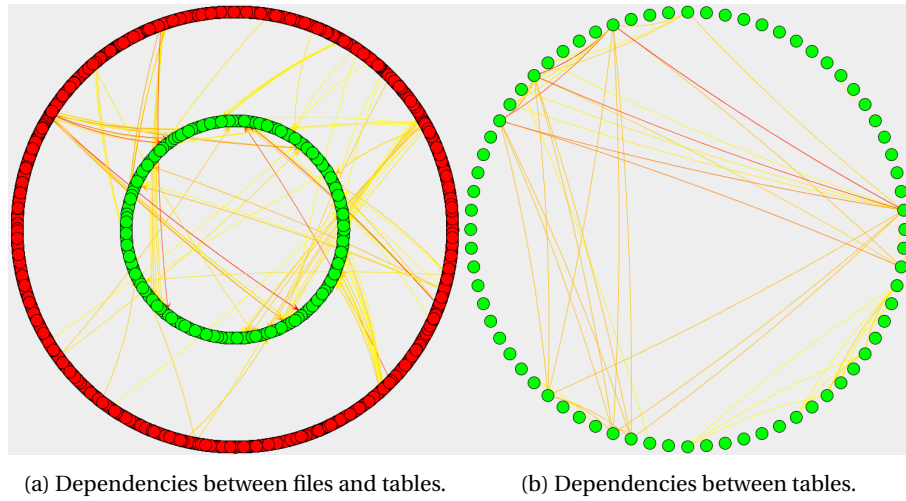 (a) Dependencies between files and tables.
(b) Dependencies between tables.